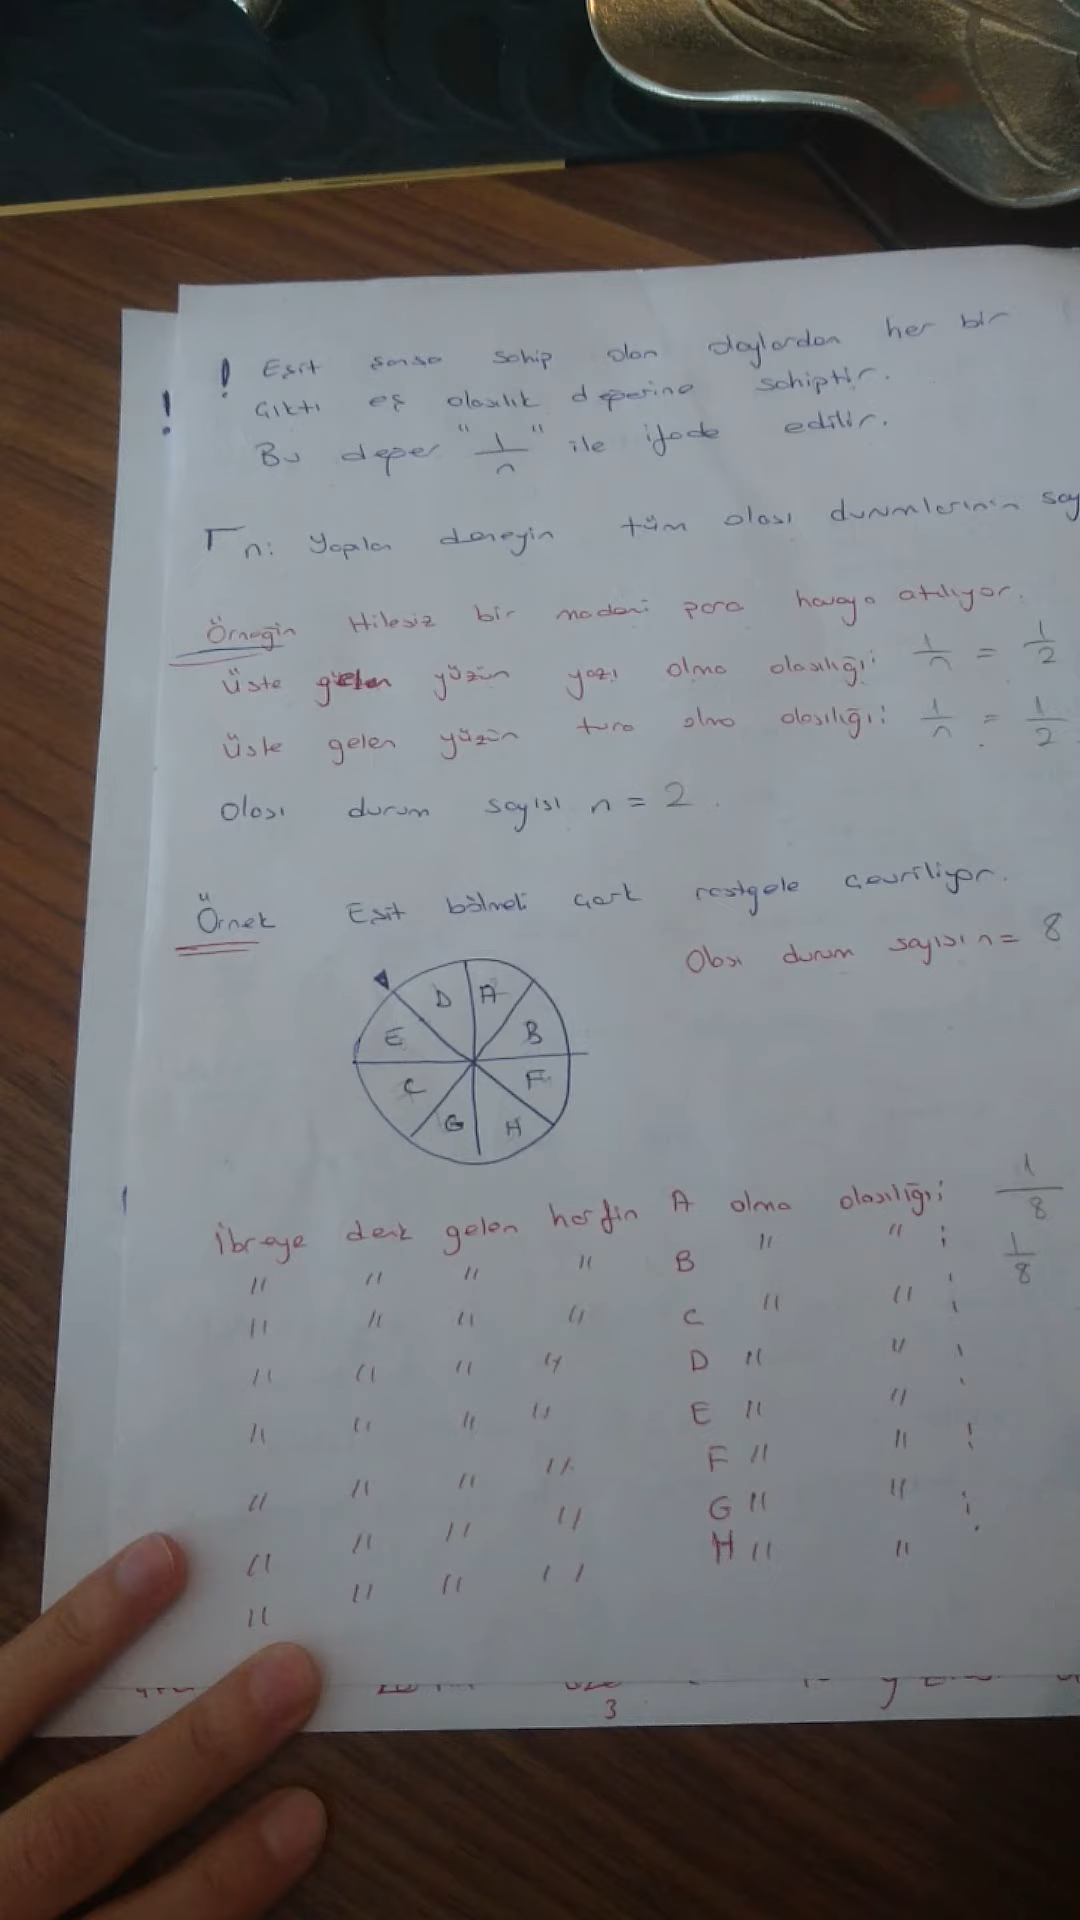 ! Eşit şansa sahip olan olaylardan her bir
! çıktı eş olasılık değerine sahiptir.
Bu değer "1/n" ile ifade edilir.
n: Yapılan deneyin tüm olası durumlarının say
Örneğin Hilesiz bir madeni para havaya atılıyor.
Üste gelen yüzün yazı olma olasılığı: 1/n = 1/2
Üste gelen yüzün tura olma olasılığı: 1/n = 1/2
Olası durum sayısı n = 2.
Örnek Eşit bölmeli çark rastgele çevriliyor.
Olası durum sayısı n = 8
D A
E B
C F
G H
İbreye denk gelen harfin A olma olasılığı: 1/8
" " " " B " " : 1/8
" " " " C " " :
" " " " D " " :
" " " " E " "
" " " " F " " :
" " " " G " " :
" " " " H " "
3